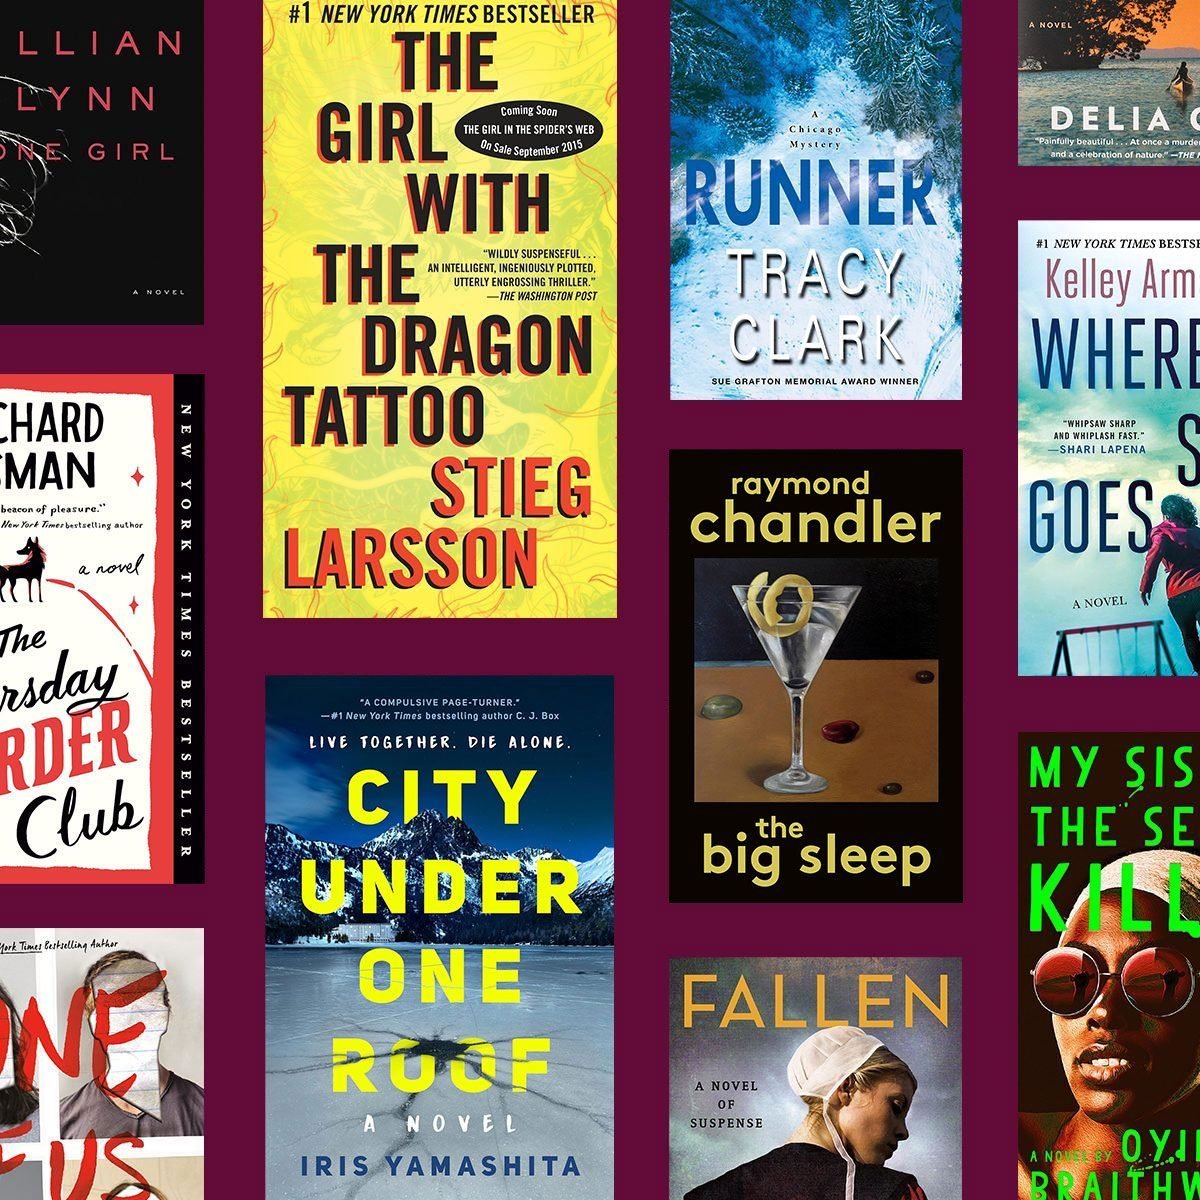 LLIAN
LYNN
ONE GIRL
A NOVEL
CHARD
SMAN
beacon of pleasure."
New York Times bestselling author
a novel
The
rsday
RDER
Club
NEW YORK TIMES BESTSELLER
York Times Bestselling Author
ONE
F US
#1 NEW YORK TIMES BESTSELLER
THE
GIRL
WITH
THE
DRAGON
TATTOO
Coming Soon
THE GIRL IN THE SPIDER'S WEB
On Sale September 2015
"WILDLY SUSPENSEFUL . . .
AN INTELLIGENT, INGENIOUSLY PLOTTED,
UTTERLY ENGROSSING THRILLER."
—THE WASHINGTON POST
STIEG
LARSSON
"A COMPULSIVE PAGE-TURNER."
—#1 New York Times bestselling author C. J. Box
LIVE TOGETHER. DIE ALONE.
CITY
UNDER
ONE
ROOF
A NOVEL
IRIS YAMASHITA
A
Chicago
Mystery
RUNNER
TRACY
CLARK
SUE GRAFTON MEMORIAL AWARD WINNER
raymond
chandler
the
big sleep
FALLEN
A NOVEL
OF
SUSPENSE
A NOVEL
DELIA
"Painfully beautiful . . . At once a murder
and a celebration of nature." —THE N
#1 NEW YORK TIMES BESTSE
Kelley Arm
WHERE
S
GOES
"WHIPSAW SHARP
AND WHIPLASH FAST."
—SHARI LAPENA
A NOVEL
MY SIS
THE SE
KILL
A NOVEL BY
OYIN
BRAITHW